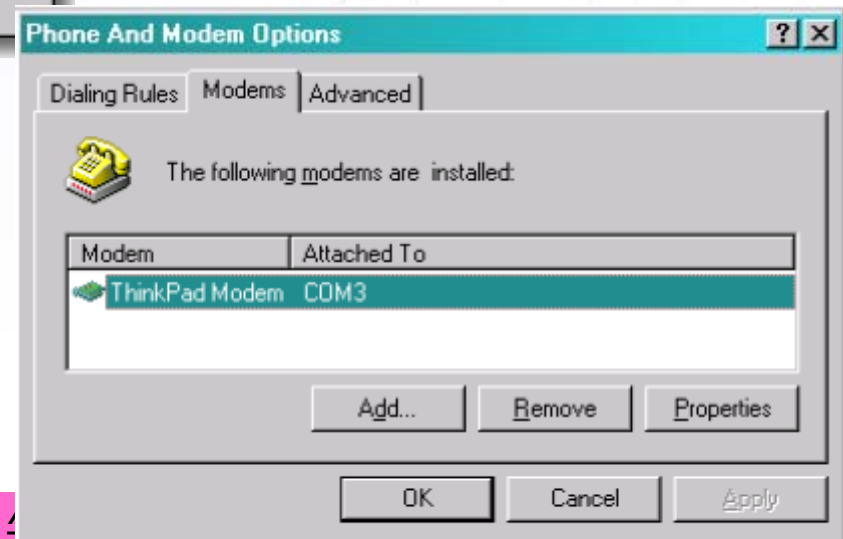 Phone And Modem Options
Dialing Rules Modems Advanced
The following modems are installed:
Modem Attached To
ThinkPad Modem COM3
Add... Remove Properties
OK Cancel Apply